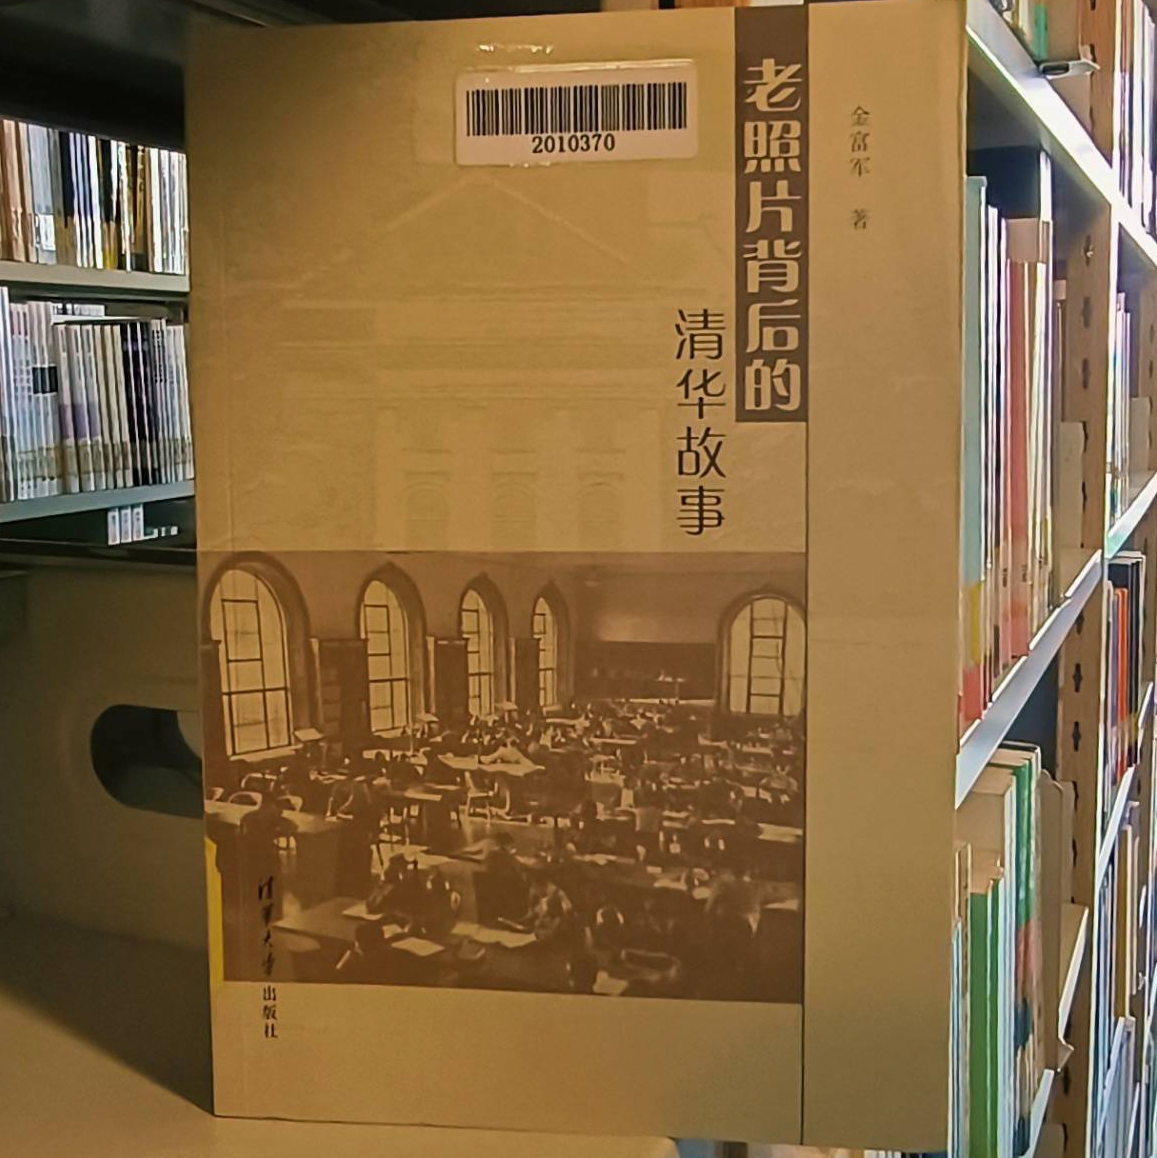 2010370
金富军 著
老照片背后的
清华故事
清华大学出版社